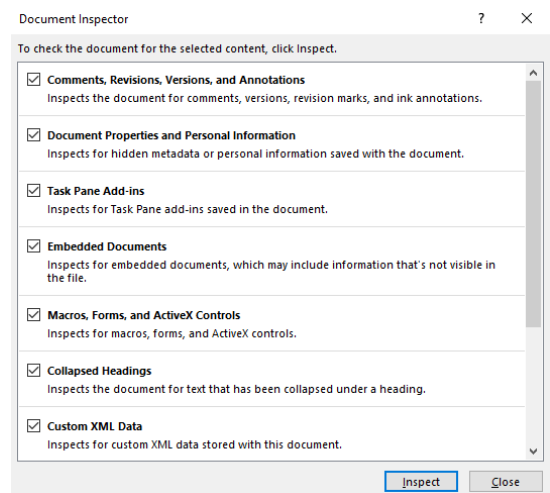 Document Inspector
To check the document for the selected content, click Inspect.
Comments, Revisions, Versions, and Annotations
Inspects the document for comments, versions, revision marks, and ink annotations.
Document Properties and Personal Information
Inspects for hidden metadata or personal information saved with the document.
Task Pane Add-ins
Inspects for Task Pane add-ins saved in the document.
Embedded Documents
Inspects for embedded documents, which may include information that's not visible in
the file.
Macros, Forms, and ActiveX Controls
Inspects for macros, forms, and ActiveX controls.
Collapsed Headings
Inspects the document for text that has been collapsed under a heading.
Custom XML Data
Inspects for custom XML data stored with this document.
Inspect Close